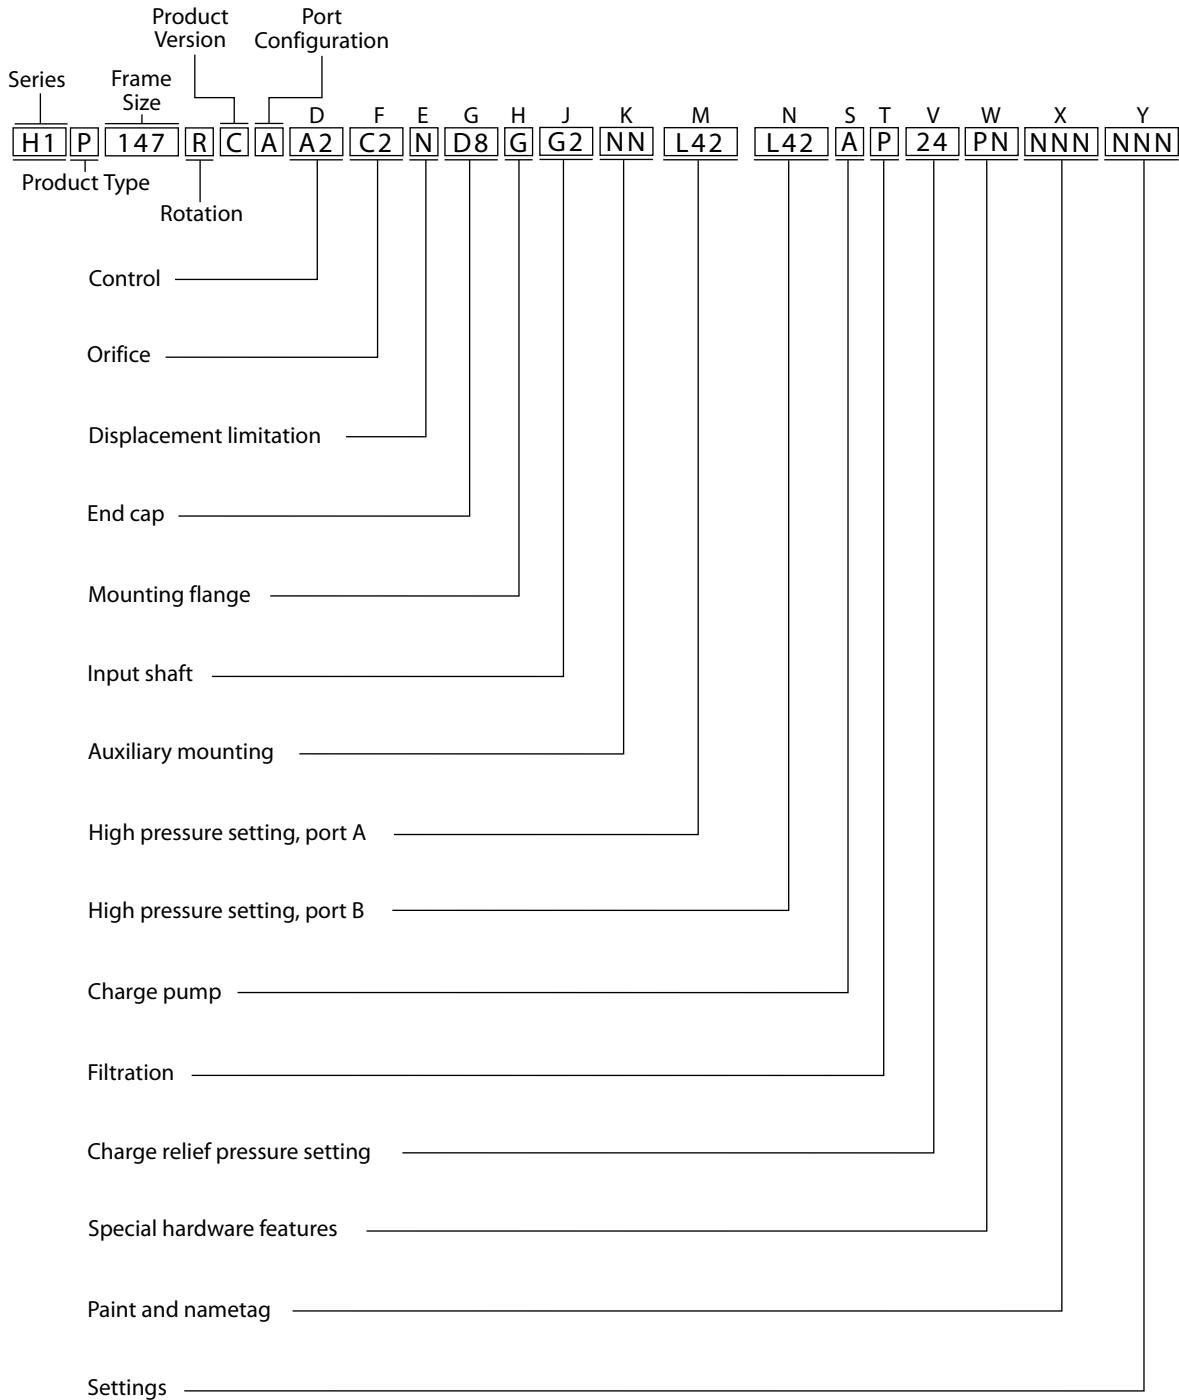 Product
Version
Port
Configuration
Series
Frame
Size
D F E G H J K M N S T V W X Y
H1 P 147 R C A A2 C2 N D8 G G2 NN L42 L42 A P 24 PN NNN NNN
Product Type
Rotation
Control
Orifice
Displacement limitation
End cap
Mounting flange
Input shaft
Auxiliary mounting
High pressure setting, port A
High pressure setting, port B
Charge pump
Filtration
Charge relief pressure setting
Special hardware features
Paint and nametag
Settings